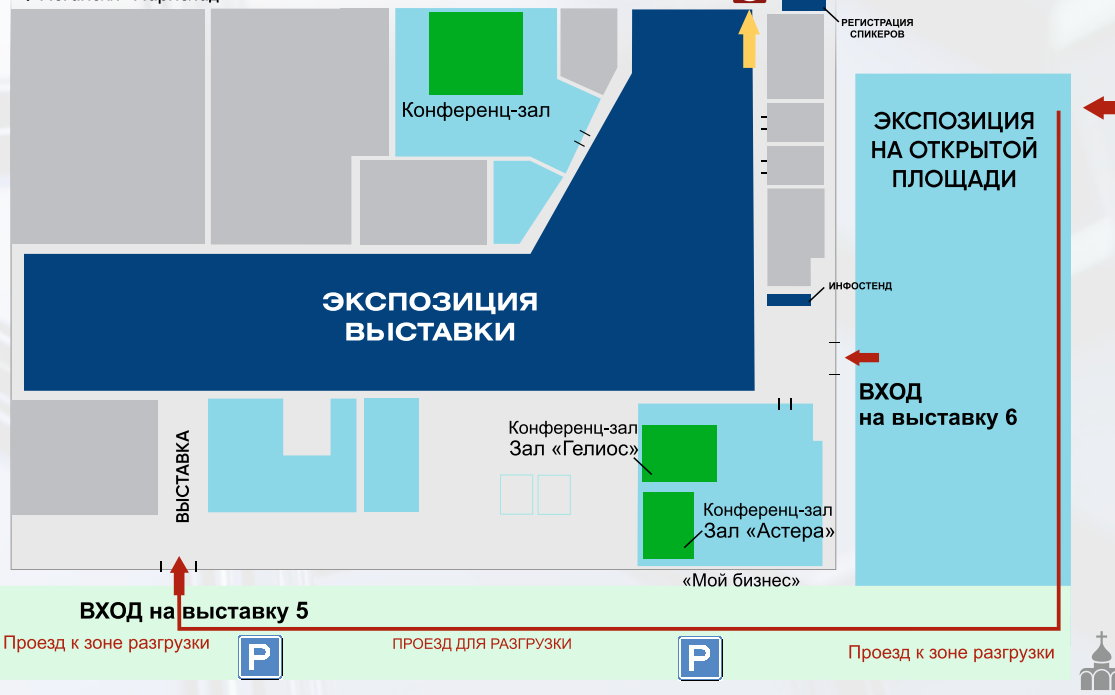 РЕГИСТРАЦИЯ
СПИКЕРОВ
Конференц-зал
ЭКСПОЗИЦИЯ
НА ОТКРЫТОЙ
ПЛОЩАДИ
ИНФОСТЕНД
ЭКСПОЗИЦИЯ
ВЫСТАВКИ
ВХОД
на выставку 6
Конференц-зал
Зал «Гелиос»
ВЫСТАВКА
Конференц-зал
Зал «Астера»
«Мой бизнес»
ВХОД на выставку 5
Проезд к зоне разгрузки
P
ПРОЕЗД ДЛЯ РАЗГРУЗКИ
P
Проезд к зоне разгрузки